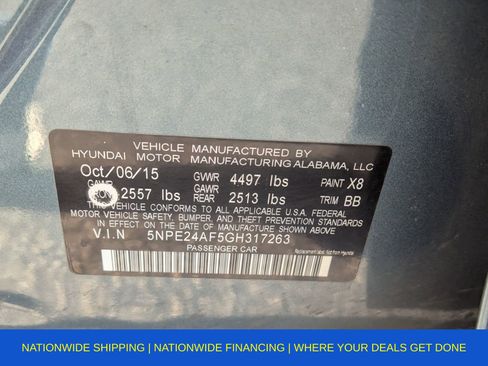 VEHICLE MANUFACTURED BY
HYUNDAI MOTOR MANUFACTURING ALABAMA, LLC
Oct/06/15 GVWR 4497 lbs PAINT X8
GAWR GAWR
2557 lbs REAR 2513 lbs TRIM BB
THIS VEHICLE CONFORMS TO ALL APPLICABLE U.S.A FEDERAL
MOTOR VEHICLE SAFETY, BUMPER, AND THEFT PREVENTION
STANDARDS IN EFFECT ON THE DATE OF MANUFACTURE SHOWN ABOVE
V.I.N 5NPE24AF5GH317263
PASSENGER CAR
NATIONWIDE SHIPPING | NATIONWIDE FINANCING | WHERE YOUR DEALS GET DONE